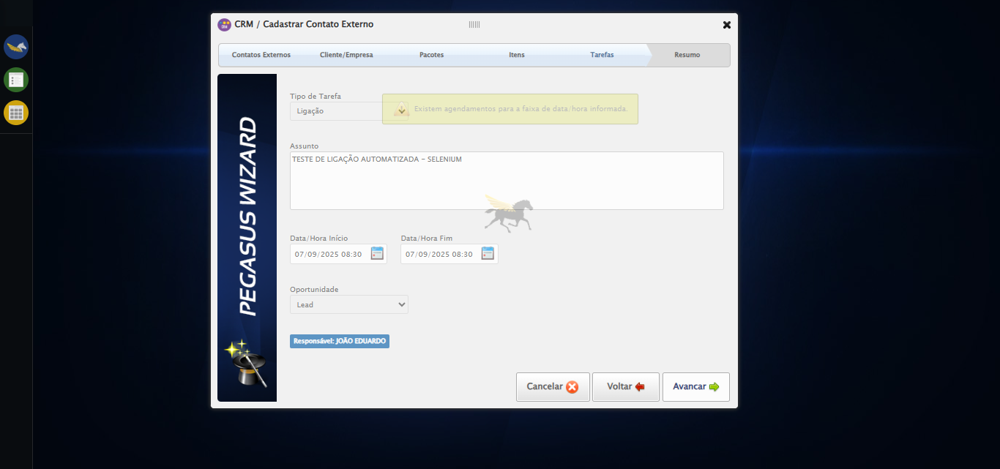 CRM / Cadastrar Contato Externo
Contatos Externos
Cliente/Empresa
Pacotes
Itens
Tarefas
Resumo
PEGASUS WIZARD
Tipo de Tarefa
Ligação
Existem agendamentos para a faixa de data/hora informada.
Assunto
TESTE DE LIGAÇÃO AUTOMATIZADA - SELENIUM
Data/Hora Início
Data/Hora Fim
07/09/2025 08:30
07/09/2025 08:30
Oportunidade
Lead
Responsável: JOÃO EDUARDO
Cancelar
Voltar
Avancar